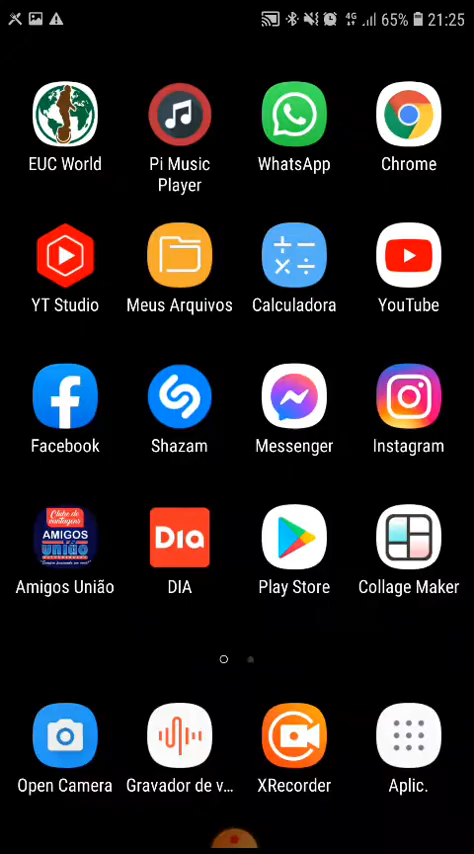 4G 65% 21:25
EUC World
Pi Music
Player
WhatsApp
Chrome
YT Studio
Meus Arquivos
Calculadora
YouTube
Facebook
Shazam
Messenger
Instagram
Clube de
vantagens
AMIGOS
união
Dia
Amigos União
DIA
Play Store
Collage Maker
Open Camera
Gravador de v...
XRecorder
Aplic.